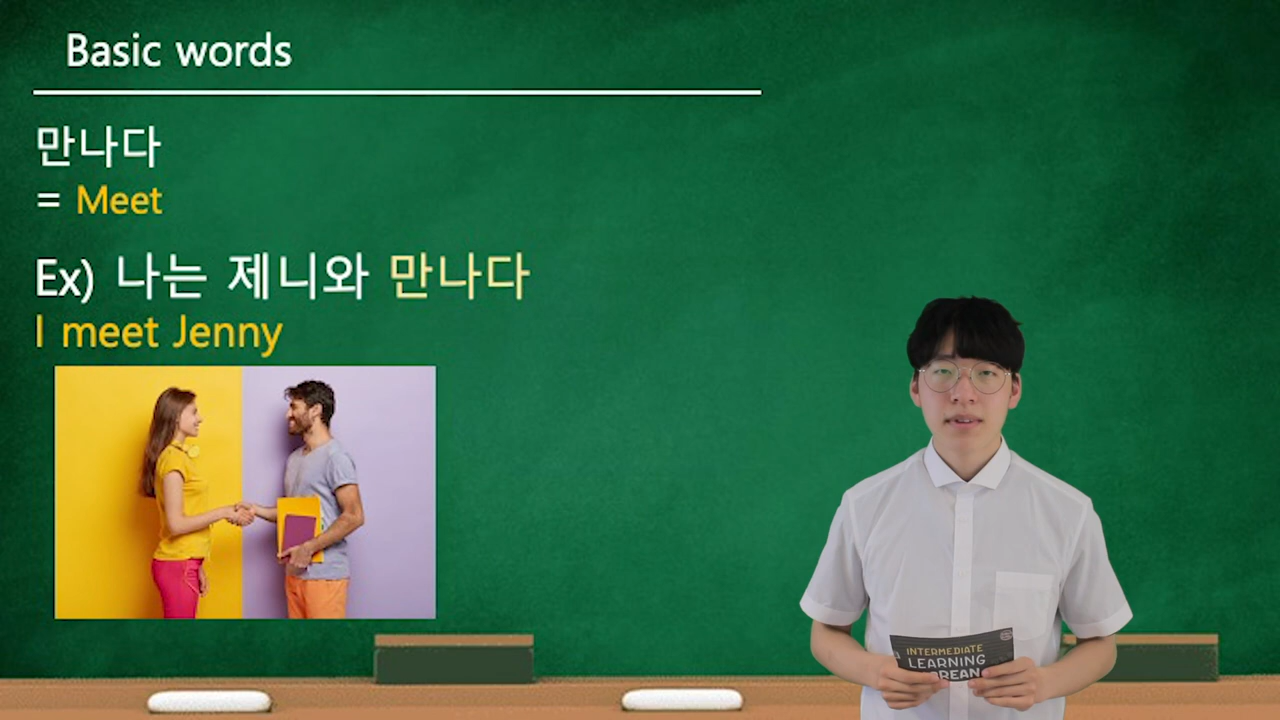 Basic words
만나다
= Meet
Ex) 나는 제니와 만나다
I meet Jenny
INTERMEDIATE
LEARNING